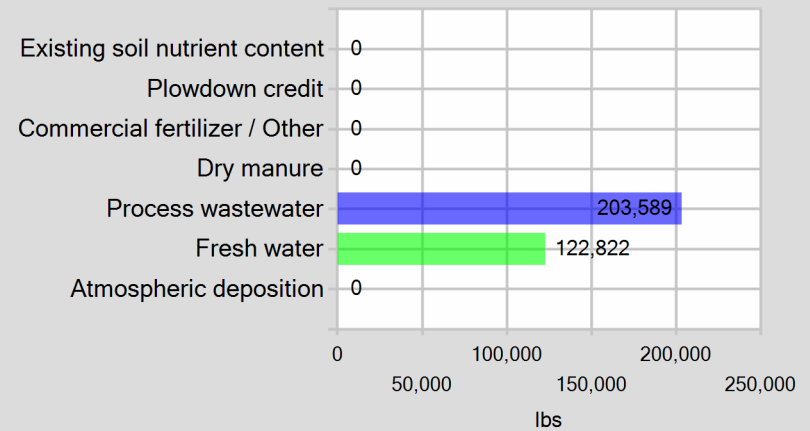 Existing soil nutrient content 0
Plowdown credit 0
Commercial fertilizer / Other 0
Dry manure 0
Process wastewater 203,589
Fresh water 122,822
Atmospheric deposition 0
0 100,000 200,000
50,000 150,000 250,000
lbs